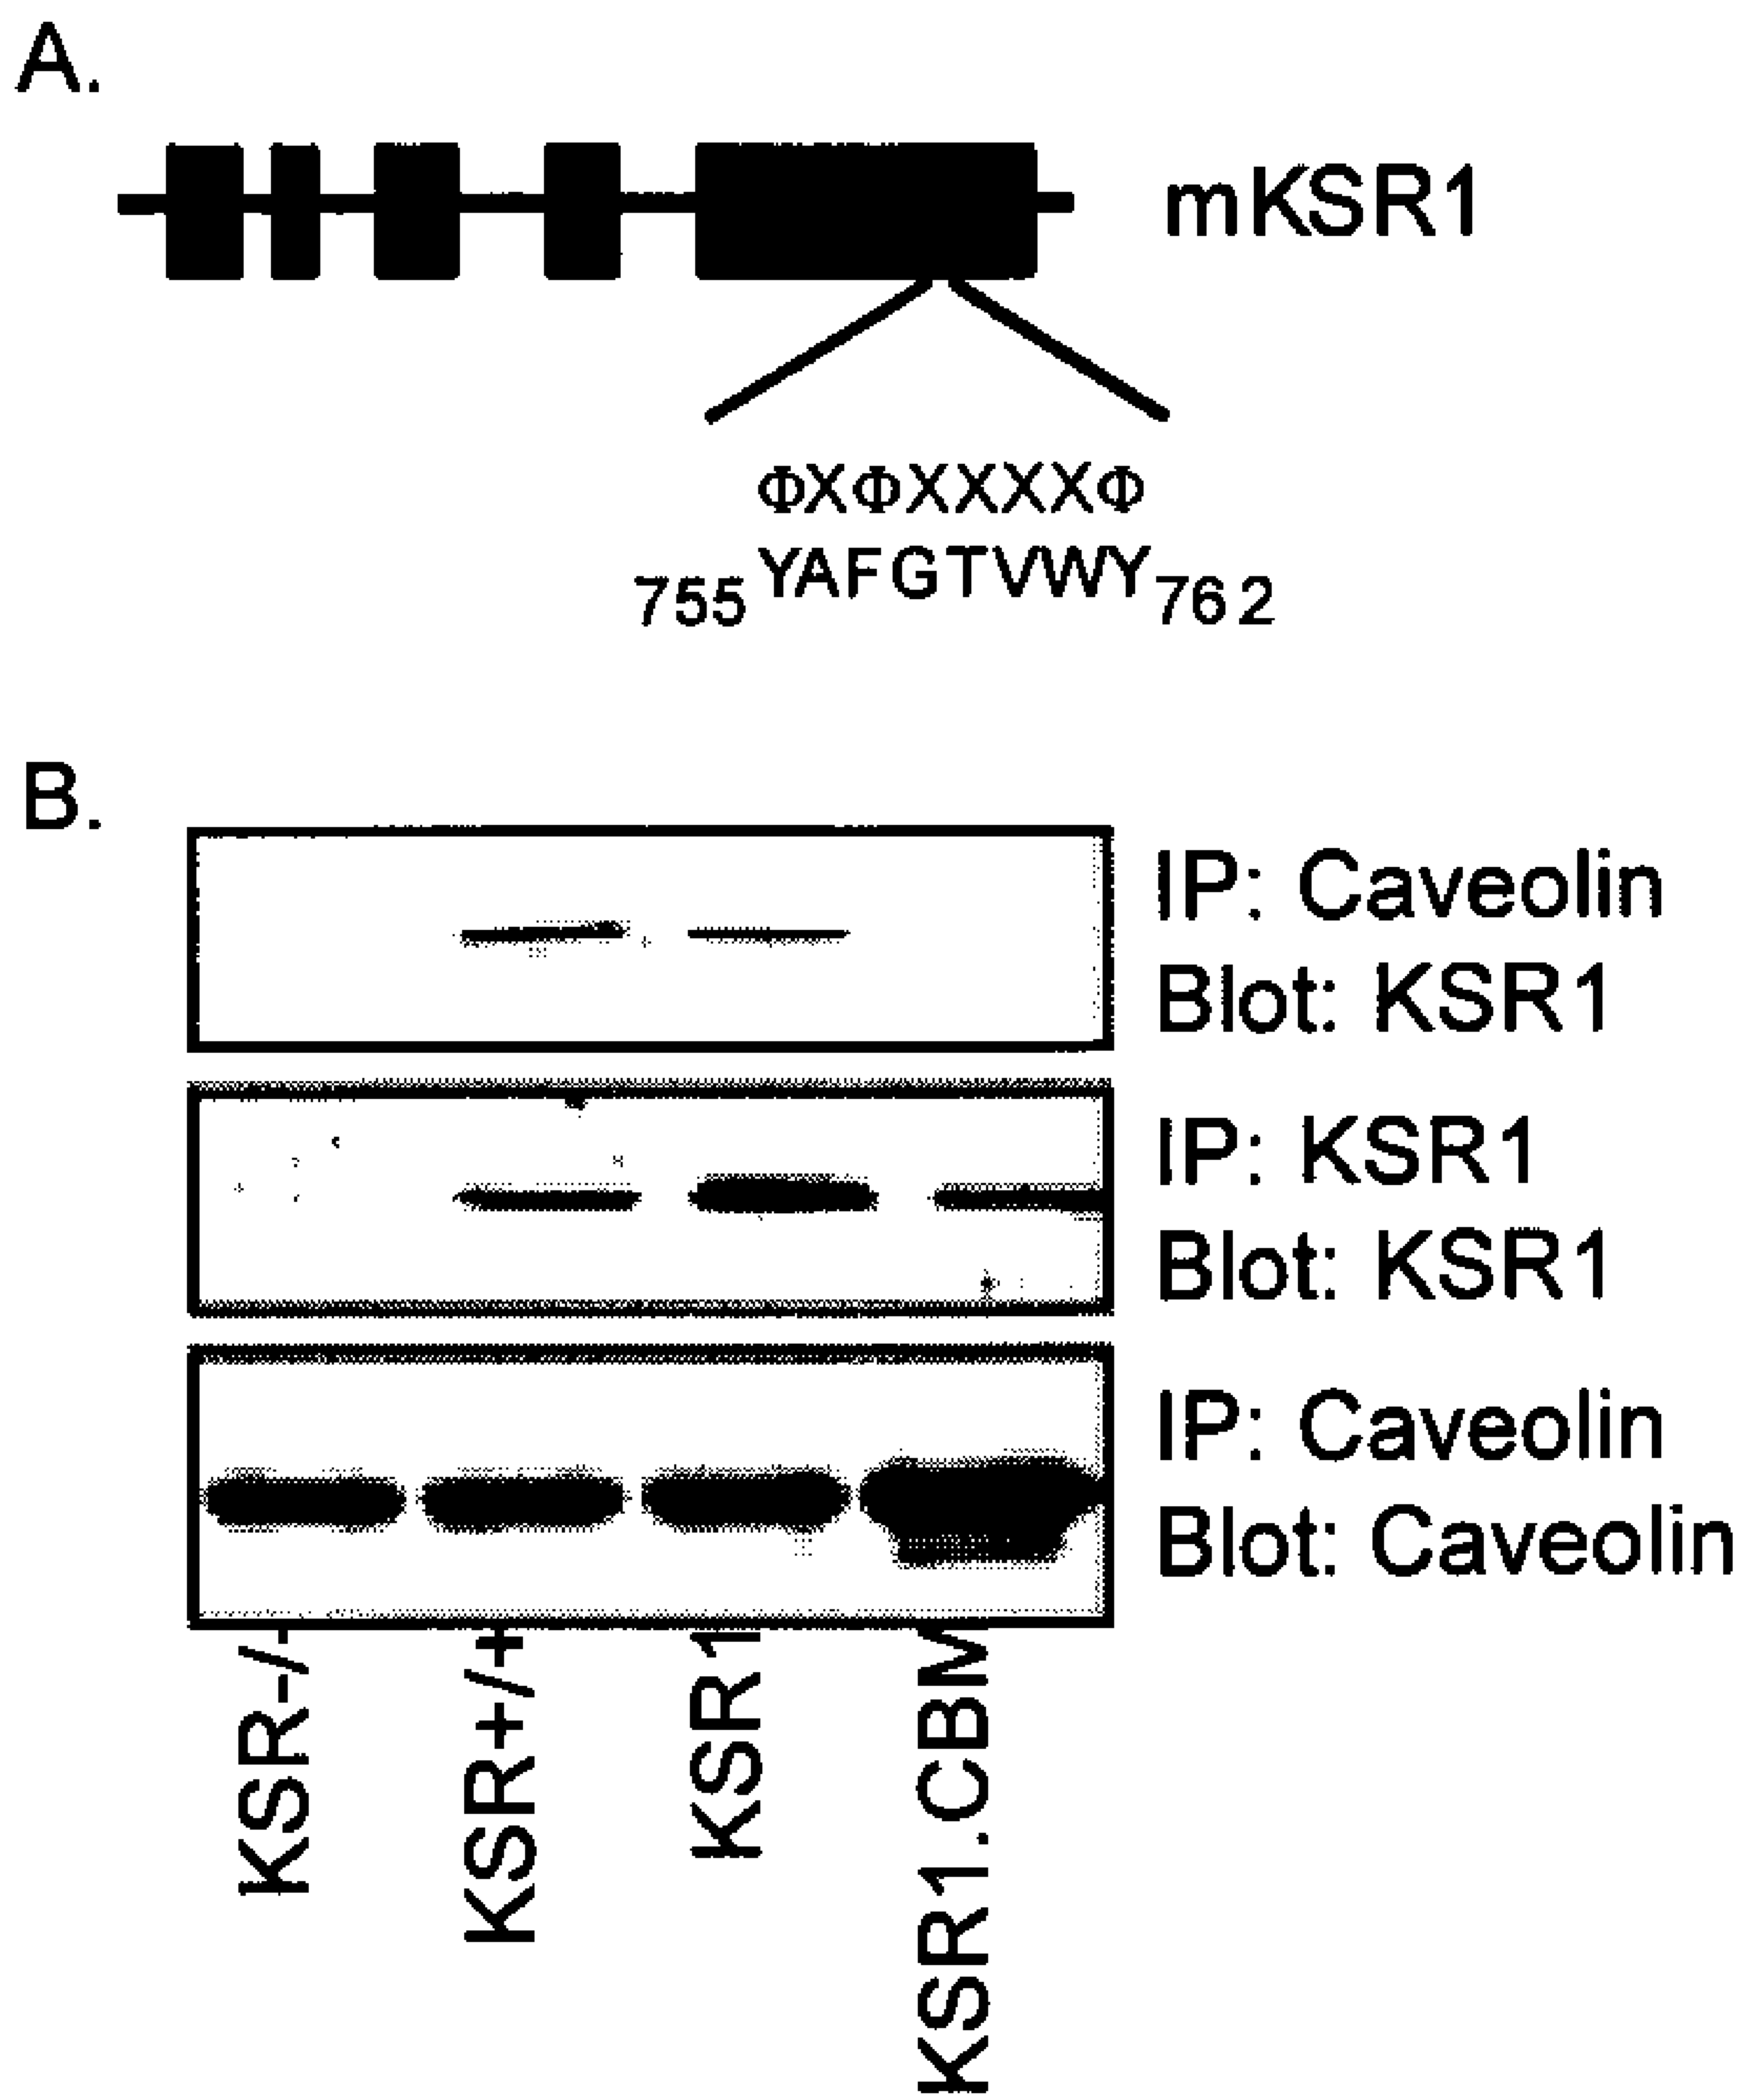 A.
mKSR1
ΦXΦXXXXΦ
755YAFGTVWY762
B.
IP: Caveolin
Blot: KSR1
IP: KSR1
Blot: KSR1
IP: Caveolin
Blot: Caveolin
KSR-/-
KSR+/+
KSR1
KSR1.CBM